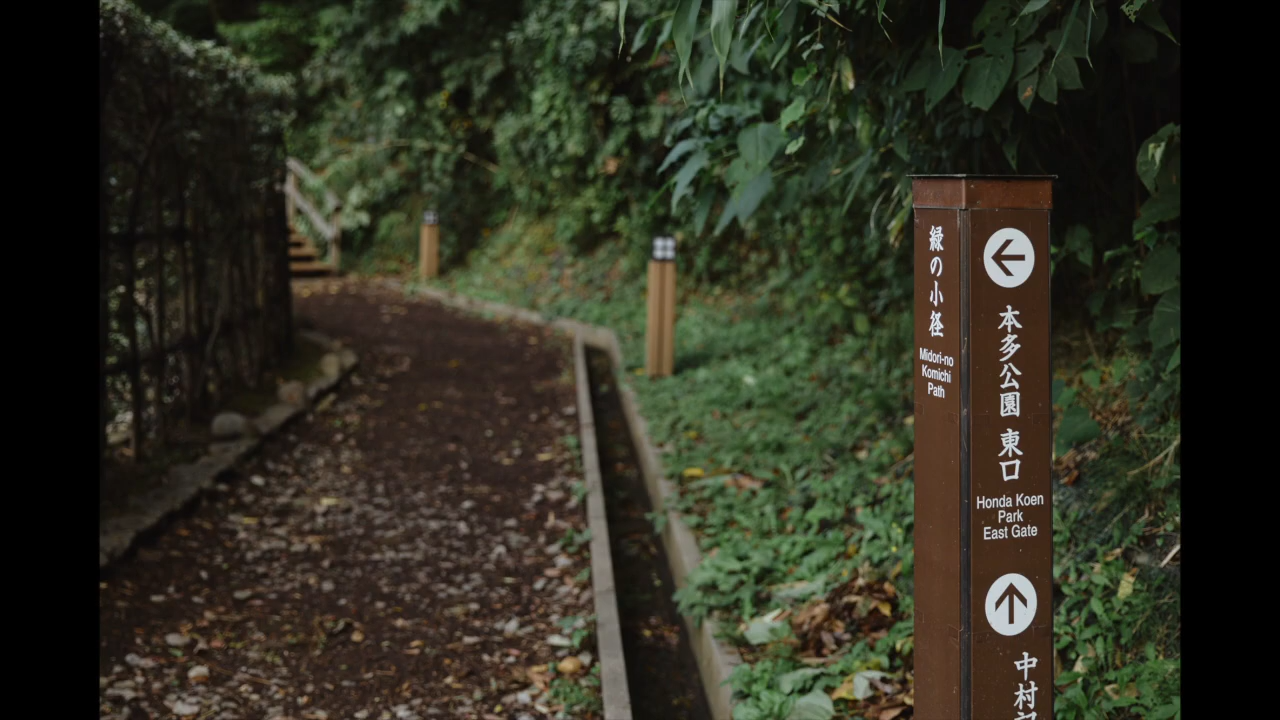 緑の小径
Midori-no
Komichi
Path
←
本多公園 東口
Honda Koen
Park
East Gate
↑
中村記